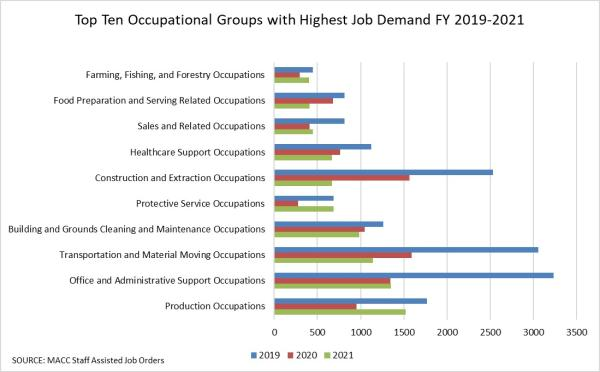 Top Ten Occupational Groups with Highest Job Demand FY 2019-2021
Farming, Fishing, and Forestry Occupations
Food Preparation and Serving Related Occupations
Sales and Related Occupations
Healthcare Support Occupations
Construction and Extraction Occupations
Protective Service Occupations
Building and Grounds Cleaning and Maintenance Occupations
Transportation and Material Moving Occupations
Office and Administrative Support Occupations
Production Occupations
0 500 1000 1500 2000 2500 3000 3500
2019 2020 2021
SOURCE: MACC Staff Assisted Job Orders